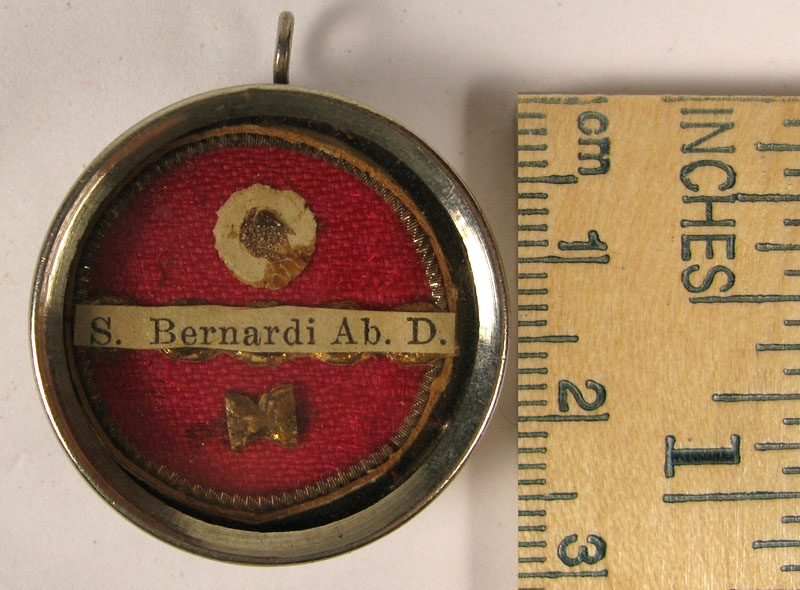 S. Bernardi Ab. D.
cm
1
2
3
INCHES
1